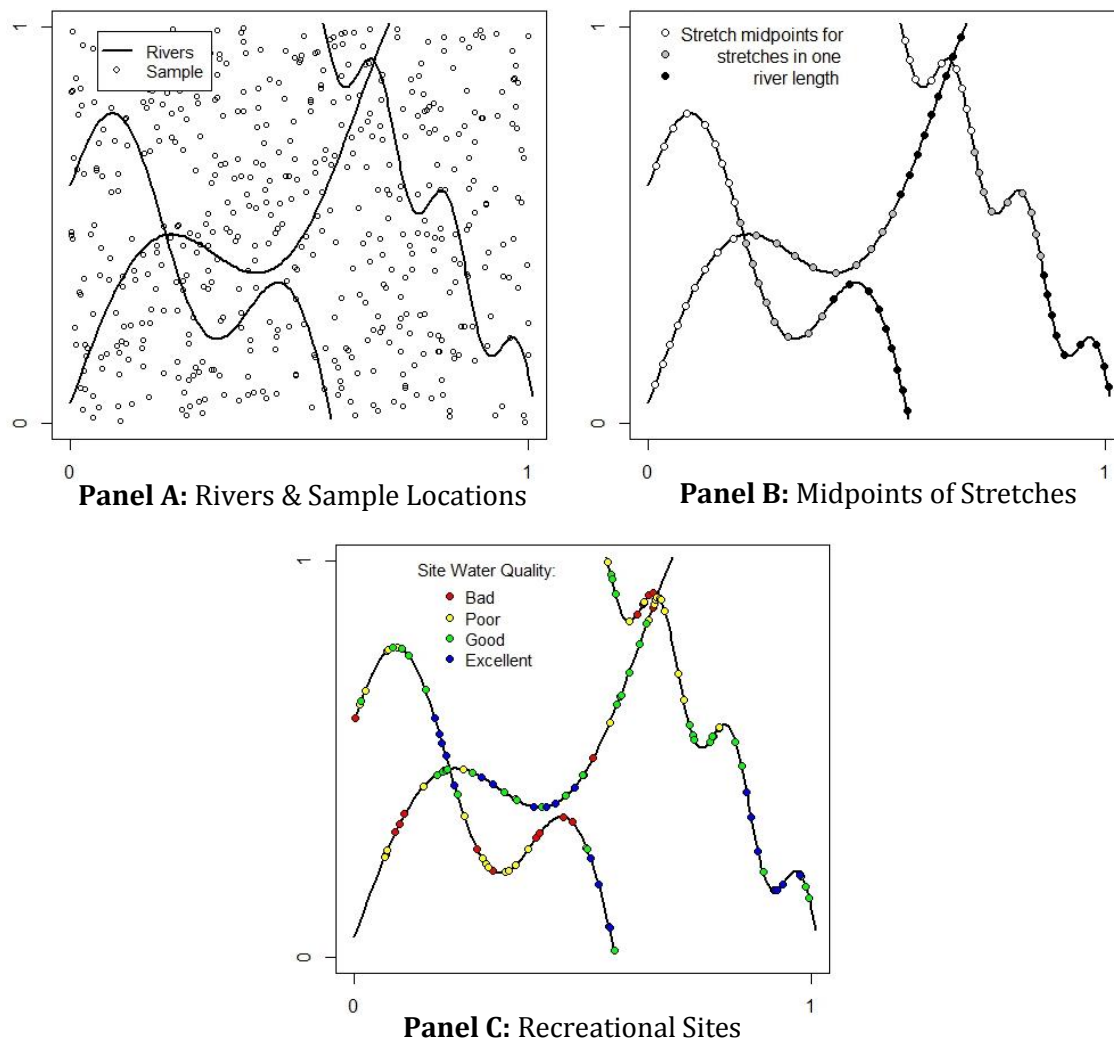 1
Rivers
Sample
0
0
1
Panel A: Rivers & Sample Locations
1
Stretch midpoints for
stretches in one
river length
0
0
1
Panel B: Midpoints of Stretches
1
Site Water Quality:
Bad
Poor
Good
Excellent
0
0
1
Panel C: Recreational Sites